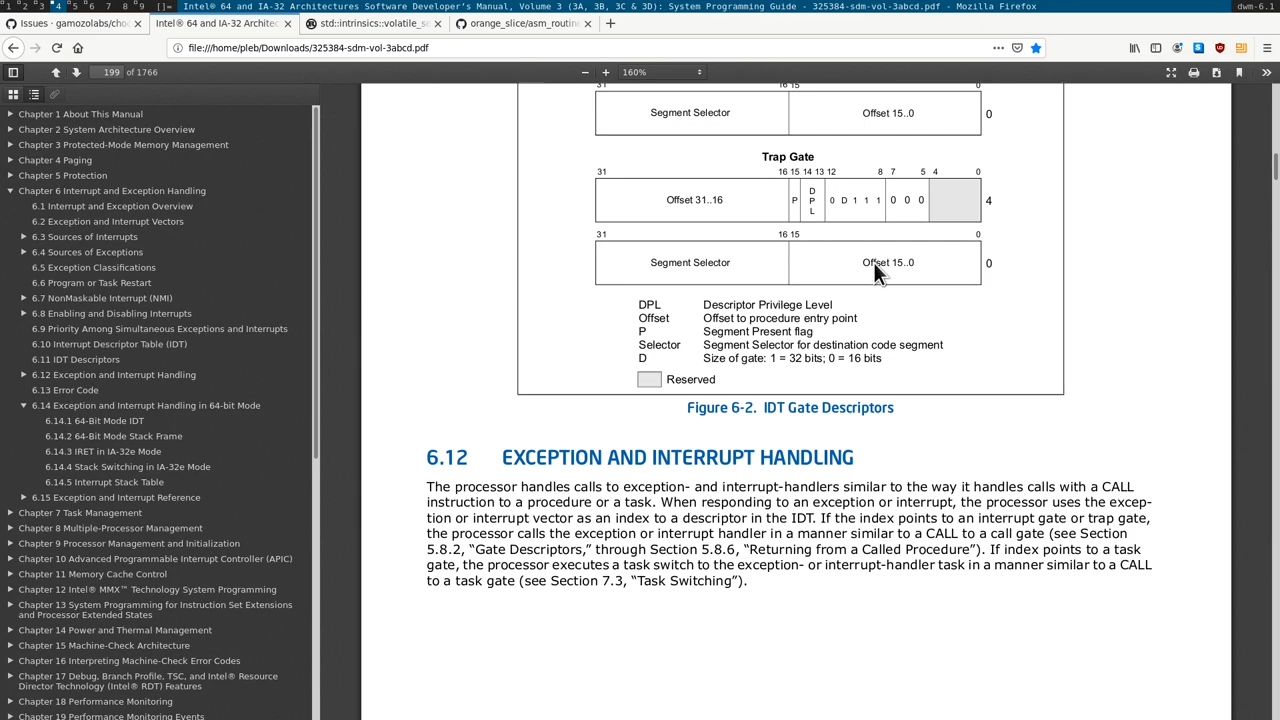 1 2 3 4 5 6 7 8 9 []= Intel® 64 and IA-32 Architectures Software Developer's Manual, Volume 3 (3A, 3B, 3C & 3D): System Programming Guide - 325384-sdm-vol-3abcd.pdf - Mozilla Firefox dwm-6.1
Issues · gamozolabs/cho
Intel® 64 and IA-32 Architec
std::intrinsics::volatile_se
orange_slice/asm_routin
file:///home/pleb/Downloads/325384-sdm-vol-3abcd.pdf
199 of 1766
160%
Chapter 1 About This Manual
Chapter 2 System Architecture Overview
Chapter 3 Protected-Mode Memory Management
Chapter 4 Paging
Chapter 5 Protection
Chapter 6 Interrupt and Exception Handling
6.1 Interrupt and Exception Overview
6.2 Exception and Interrupt Vectors
6.3 Sources of Interrupts
6.4 Sources of Exceptions
6.5 Exception Classifications
6.6 Program or Task Restart
6.7 NonMaskable Interrupt (NMI)
6.8 Enabling and Disabling Interrupts
6.9 Priority Among Simultaneous Exceptions and Interrupts
6.10 Interrupt Descriptor Table (IDT)
6.11 IDT Descriptors
6.12 Exception and Interrupt Handling
6.13 Error Code
6.14 Exception and Interrupt Handling in 64-bit Mode
6.14.1 64-Bit Mode IDT
6.14.2 64-Bit Mode Stack Frame
6.14.3 IRET in IA-32e Mode
6.14.4 Stack Switching in IA-32e Mode
6.14.5 Interrupt Stack Table
6.15 Exception and Interrupt Reference
Chapter 7 Task Management
Chapter 8 Multiple-Processor Management
Chapter 9 Processor Management and Initialization
Chapter 10 Advanced Programmable Interrupt Controller (APIC)
Chapter 11 Memory Cache Control
Chapter 12 Intel® MMX™ Technology System Programming
Chapter 13 System Programming for Instruction Set Extensions
and Processor Extended States
Chapter 14 Power and Thermal Management
Chapter 15 Machine-Check Architecture
Chapter 16 Interpreting Machine-Check Error Codes
Chapter 17 Debug, Branch Profile, TSC, and Intel® Resource
Director Technology (Intel® RDT) Features
Chapter 18 Performance Monitoring
Chapter 19 Performance Monitoring Events
31 16 15 0
Segment Selector Offset 15..0 0
Trap Gate
31 16 15 14 13 12 8 7 5 4 0
Offset 31..16 P D P L 0 D 1 1 1 0 0 0 4
31 16 15 0
Segment Selector Offset 15..0 0
DPL Descriptor Privilege Level
Offset Offset to procedure entry point
P Segment Present flag
Selector Segment Selector for destination code segment
D Size of gate: 1 = 32 bits; 0 = 16 bits
Reserved
Figure 6-2. IDT Gate Descriptors
6.12 EXCEPTION AND INTERRUPT HANDLING
The processor handles calls to exception- and interrupt-handlers similar to the way it handles calls with a CALL
instruction to a procedure or a task. When responding to an exception or interrupt, the processor uses the excep-
tion or interrupt vector as an index to a descriptor in the IDT. If the index points to an interrupt gate or trap gate,
the processor calls the exception or interrupt handler in a manner similar to a CALL to a call gate (see Section
5.8.2, “Gate Descriptors,” through Section 5.8.6, “Returning from a Called Procedure”). If index points to a task
gate, the processor executes a task switch to the exception- or interrupt-handler task in a manner similar to a CALL
to a task gate (see Section 7.3, “Task Switching”).